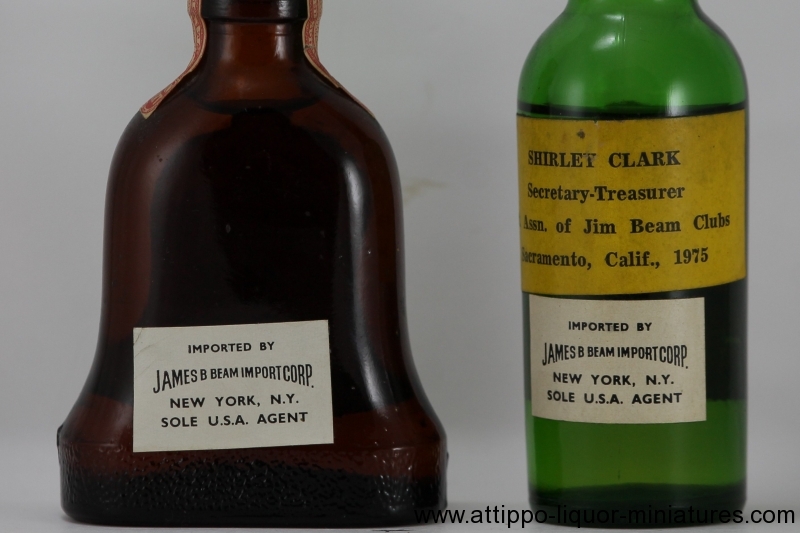 IMPORTED BY
JAMES B BEAM IMPORT CORP.
NEW YORK, N.Y.
SOLE U.S.A. AGENT
SHIRLEY CLARK
Secretary-Treasurer
Assn. of Jim Beam Clubs
Sacramento, Calif., 1975
IMPORTED BY
JAMES B BEAM IMPORT CORP.
NEW YORK, N.Y.
SOLE U.S.A. AGENT
www.attippo-liquor-miniatures.com